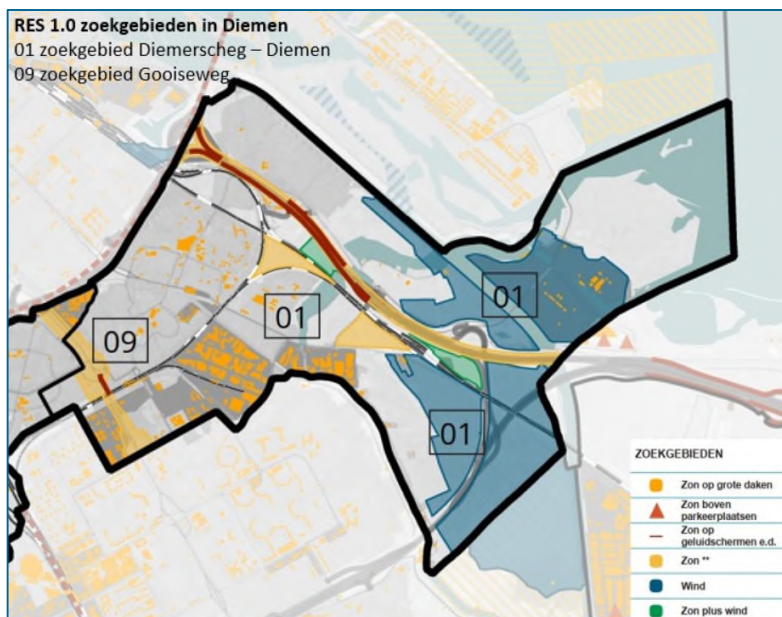 RES 1.0 zoekgebieden in Diemen
01 zoekgebied Diemerscheg – Diemen
09 zoekgebied Gooiseweg
01
09
01
01
ZOEKGEBIEDEN
Zon op grote daken
Zon boven
parkeerplaatsen
Zon op
geluidschermen e.d.
Zon **
Wind
Zon plus wind